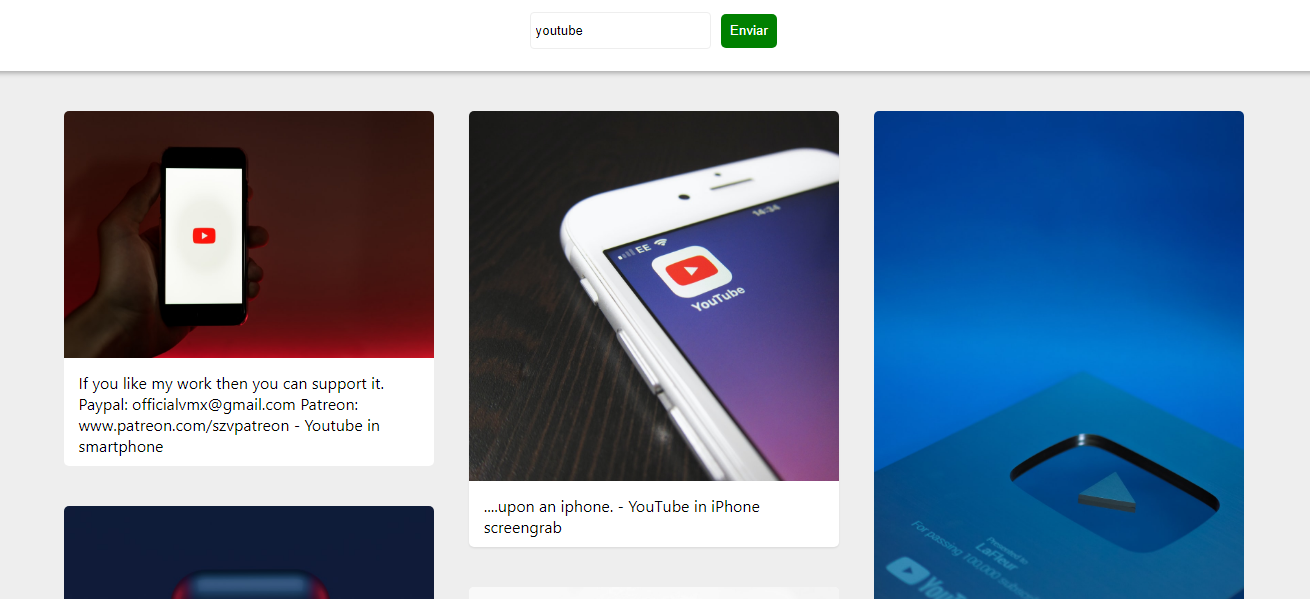 youtube
Enviar
If you like my work then you can support it.
Paypal: officialvmx@gmail.com Patreon:
www.patreon.com/szvpatreon - Youtube in
smartphone
EE
14:34
YouTube
....upon an iphone. - YouTube in iPhone
screengrab
Presented to
LaFleur
For passing 100,000